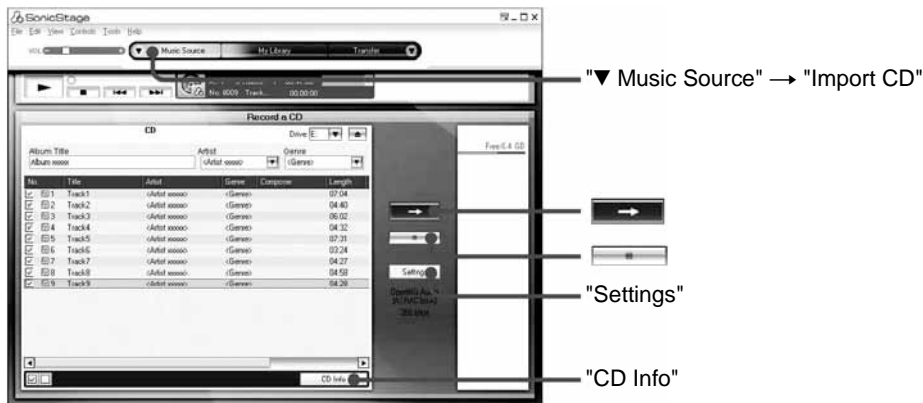 SonicStage
File Edit View Controls Tools Help
VOL
▼ Music Source My Library Transfer
"▼ Music Source" → "Import CD"
No. 0009 Track... 00:00:00
Record a CD
CD
Drive E:
Album Title Artist Genre
Album xxxxx <Artist xxxxx> <Genre>
Free 6.4 GB
No. Title Artist Genre Composer Length
1 Track1 <Artist xxxxx> <Genre> 07:04
2 Track2 <Artist xxxxx> <Genre> 04:40
3 Track3 <Artist xxxxx> <Genre> 06:02
4 Track4 <Artist xxxxx> <Genre> 04:32
5 Track5 <Artist xxxxx> <Genre> 07:31
6 Track6 <Artist xxxxx> <Genre> 03:24
7 Track7 <Artist xxxxx> <Genre> 04:27
8 Track8 <Artist xxxxx> <Genre> 04:58
9 Track9 <Artist xxxxx> <Genre> 04:28
Settings
"Settings"
CD Info
"CD Info"